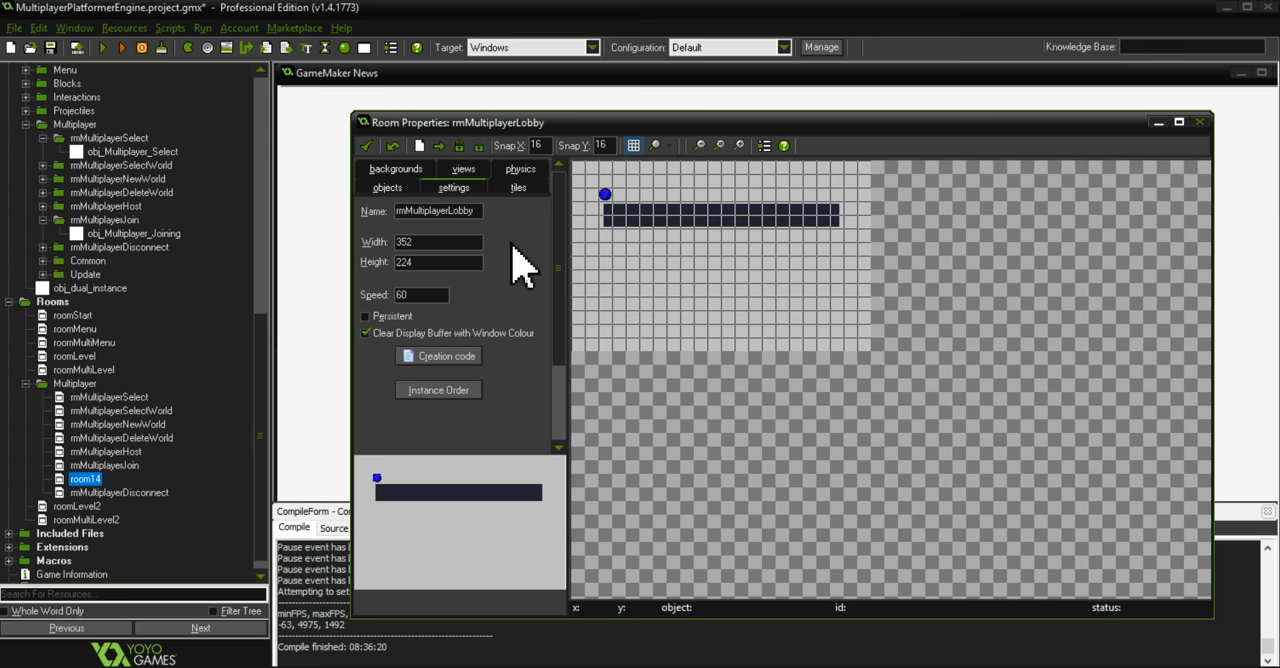 MultiplayerPlatformerEngine.project.gmx* - Professional Edition (v1.4.1773)
File Edit Window Resources Scripts Run Account Marketplace Help
Target: Windows Configuration: Default Manage Knowledge Base:
Menu
Blocks
Interactions
Projectiles
Multiplayer
rmMultiplayerSelect
obj_Multiplayer_Select
rmMultiplayerSelectWorld
rmMultiplayerNewWorld
rmMultiplayerDeleteWorld
rmMultiplayerHost
rmMultiplayerJoin
obj_Multiplayer_Joining
rmMultiplayerDisconnect
Common
Update
obj_dual_instance
Rooms
roomStart
roomMenu
roomMultiMenu
roomLevel
roomMultiLevel
Multiplayer
rmMultiplayerSelect
rmMultiplayerSelectWorld
rmMultiplayerNewWorld
rmMultiplayerDeleteWorld
rmMultiplayerHost
rmMultiplayerJoin
room14
rmMultiplayerDisconnect
roomLevel2
roomMultiLevel2
Included Files
Extensions
Macros
Game Information
Search For Resources...
Whole Word Only Filter Tree
Previous Next
YOYO
GAMES
GameMaker News
Room Properties: rmMultiplayerLobby
Snap X: 16 Snap Y: 16
backgrounds views physics
objects settings tiles
Name: rmMultiplayerLobby
Width: 352
Height: 224
Speed: 60
Persistent
Clear Display Buffer with Window Colour
Creation code
Instance Order
x: y: object: id: status:
CompileForm - Co
Compile Source
Pause event has
Pause event has
Pause event has
Pause event has
Attempting to set
minFPS, maxFPS,
-63, 4975, 1492
Compile finished: 08:36:20